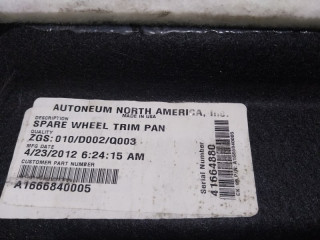 AUTONEUM NORTH AMERICA, Inc.
MADE IN USA
DESCRIPTION
SPARE WHEEL TRIM PAN
QUALITY
ZGS:010/D002/Q003
MFG DATE
4/23/2012 6:24:15 AM
CUSTOMER PART NUMBER
A1666840005
Serial Number
41664880